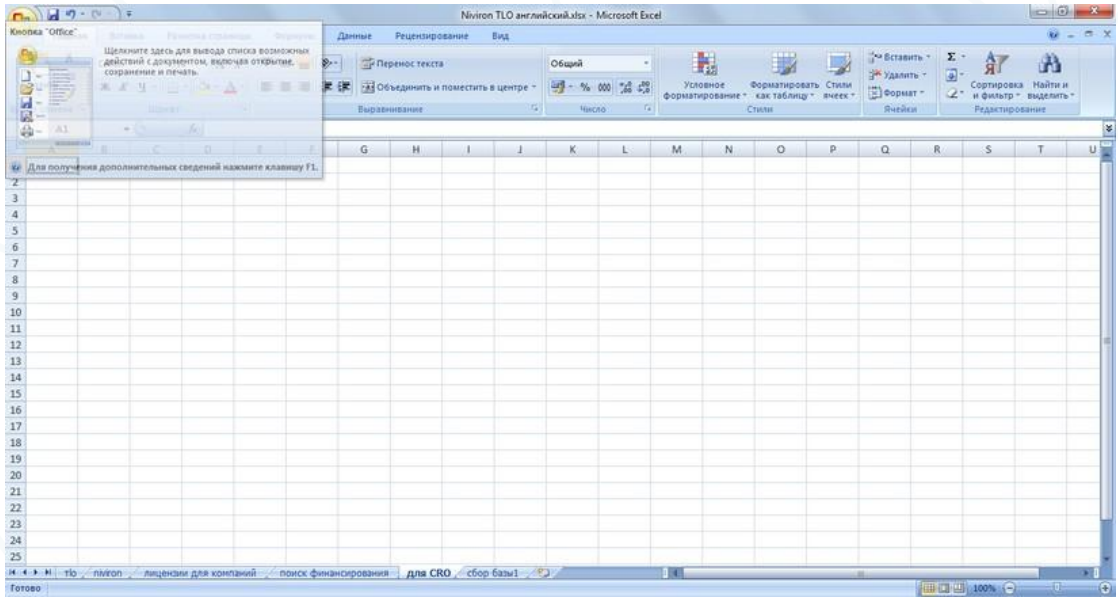 Niviron TLO английский.xlsx - Microsoft Excel
Кнопка "Office"
Щелкните здесь для вывода списка возможных
действий с документом, включая открытие,
сохранение и печать.
Для получения дополнительных сведений нажмите клавишу F1.
Данные Рецензирование Вид
Перенос текста
Объединить и поместить в центре
Выравнивание
Общий
% 000
Число
Условное форматирование
Форматировать как таблицу
Стили ячеек
Стили
Вставить
Удалить
Формат
Ячейки
Σ
Сортировка и фильтр
Найти и выделить
Редактирование
A1
G H I J K L M N O P Q R S T U
2
3
4
5
6
7
8
9
10
11
12
13
14
15
16
17
18
19
20
21
22
23
24
25
tlo niviron лицензии для компаний поиск финансирования для CRO сбор базы1
Готово 100%